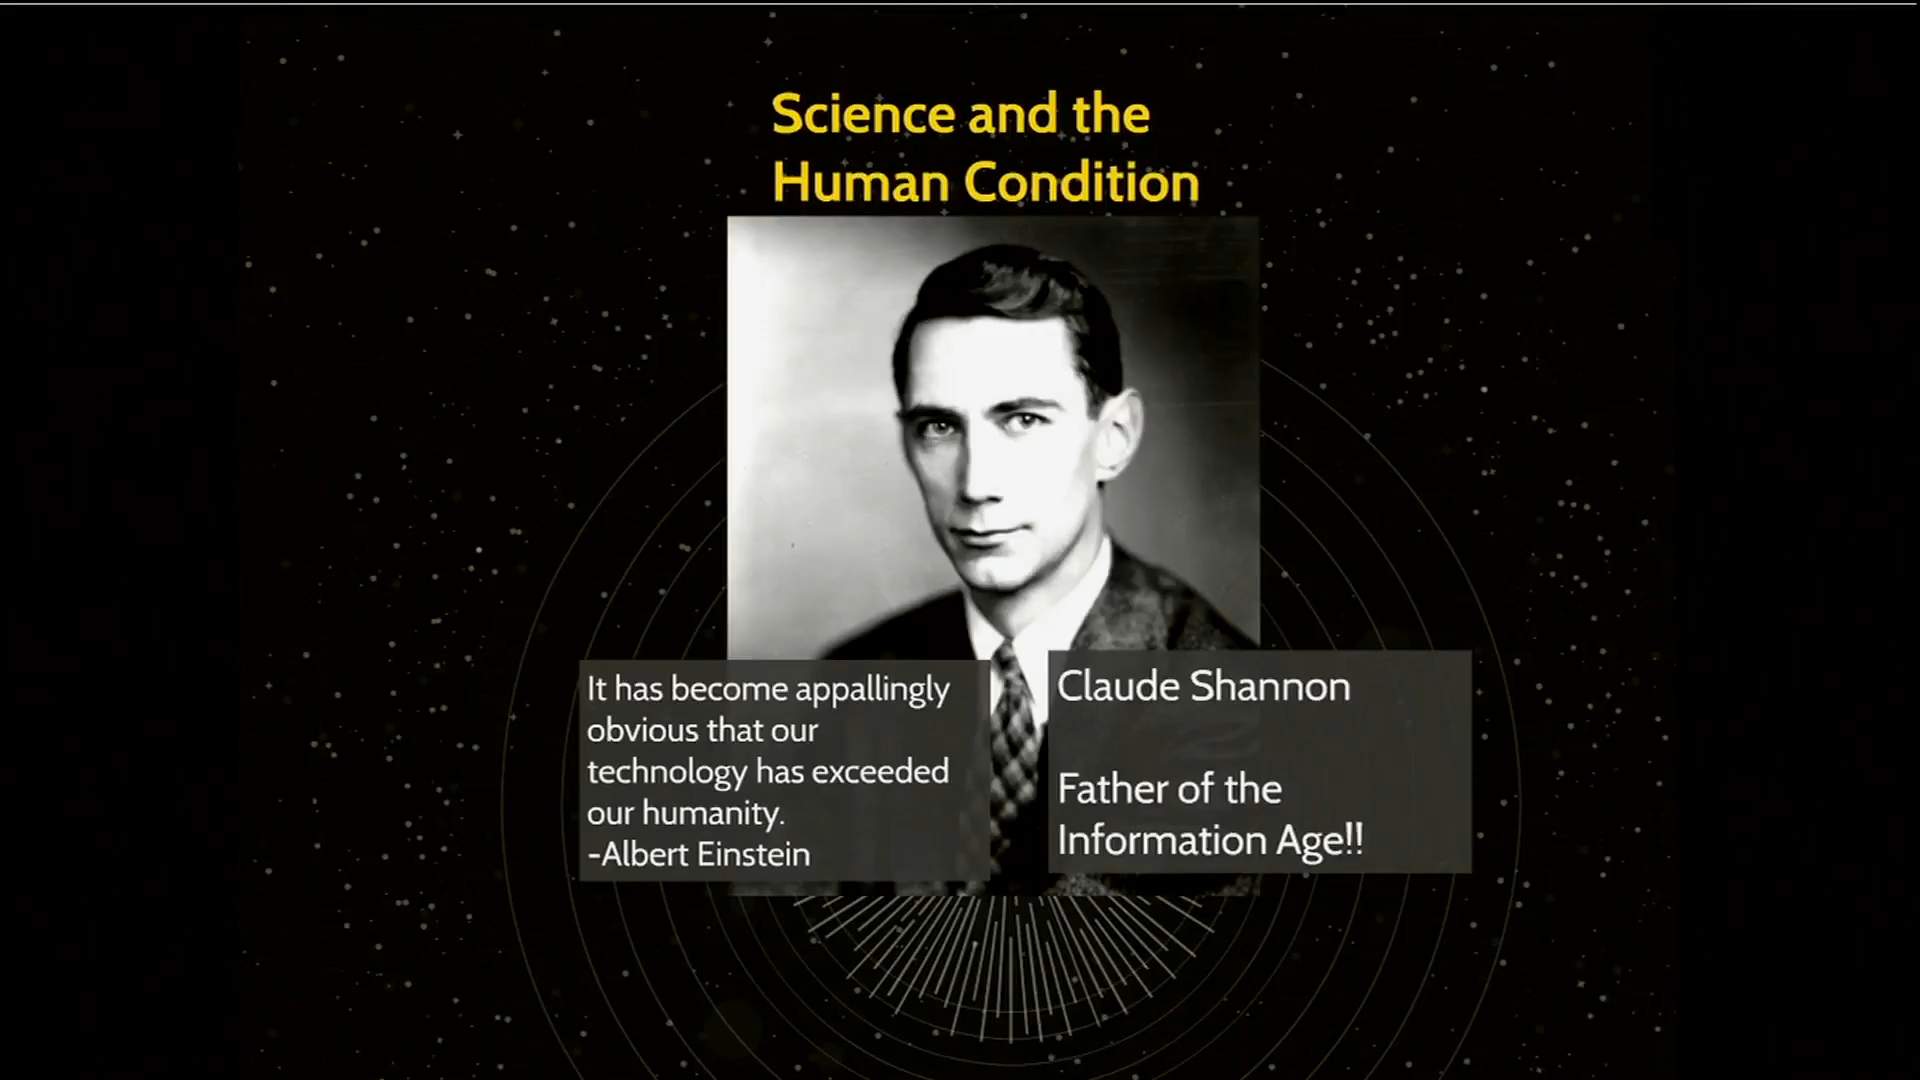 Science and the
Human Condition
It has become appallingly
obvious that our
technology has exceeded
our humanity.
-Albert Einstein
Claude Shannon
Father of the
Information Age!!